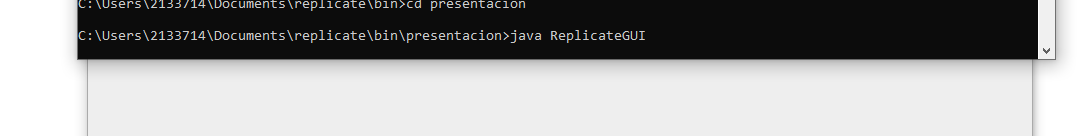 C:\Users\2133714\Documents\replicate\bin>cd presentacion
C:\Users\2133714\Documents\replicate\bin\presentacion>java ReplicateGUI